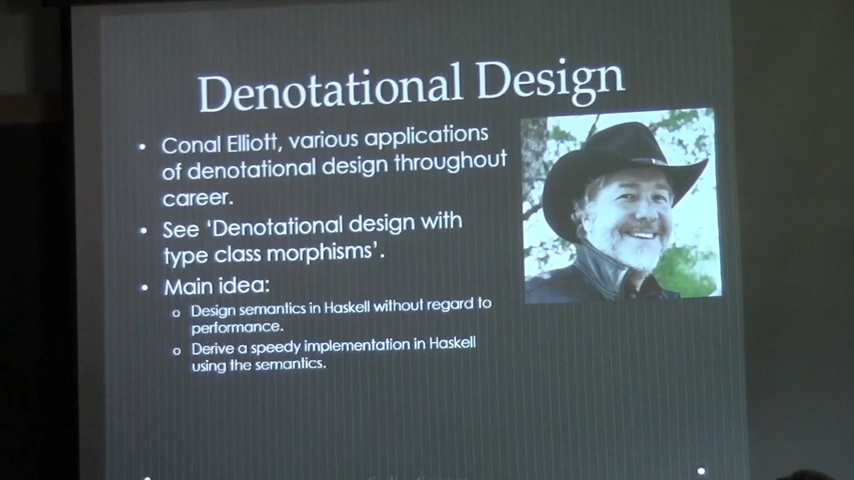 Denotational Design
• Conal Elliott, various applications
of denotational design throughout
career.
• See ‘Denotational design with
type class morphisms’.
• Main idea:
o Design semantics in Haskell without regard to
performance.
o Derive a speedy implementation in Haskell
using the semantics.